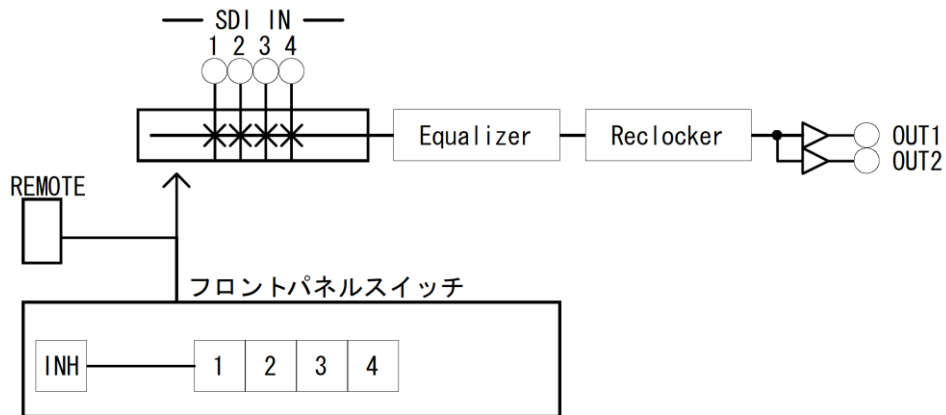 SDI IN
1 2 3 4
Equalizer
Reclocker
OUT1
OUT2
REMOTE
フロントパネルスイッチ
INH
1 2 3 4